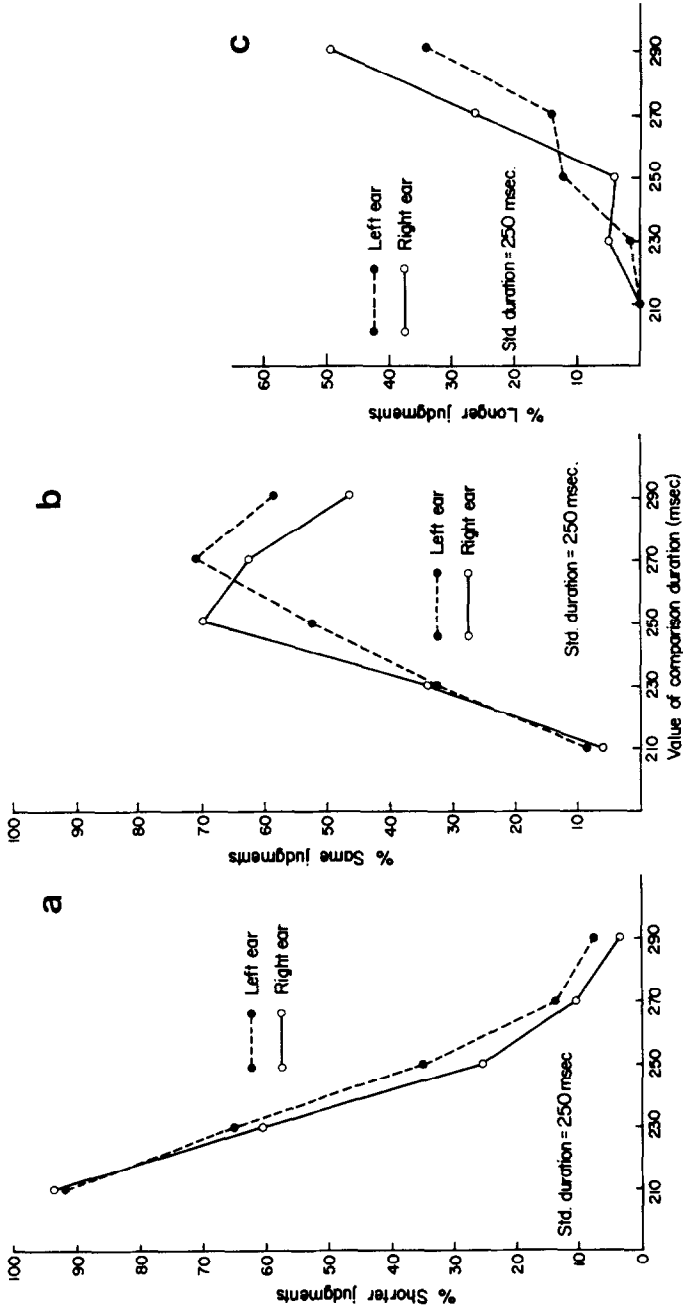 a
% Shorter judgments
100
90
80
70
60
50
40
30
20
10
0
210
230
250
270
290
Left ear
Right ear
Std. duration = 250 msec
b
% Same judgments
100
90
80
70
60
50
40
30
20
10
210
230
250
270
290
Left ear
Right ear
Std. duration = 250 msec.
Value of comparison duration (msec)
c
% Longer judgments
60
50
40
30
20
10
210
230
250
270
290
Left ear
Right ear
Std. duration = 250 msec.